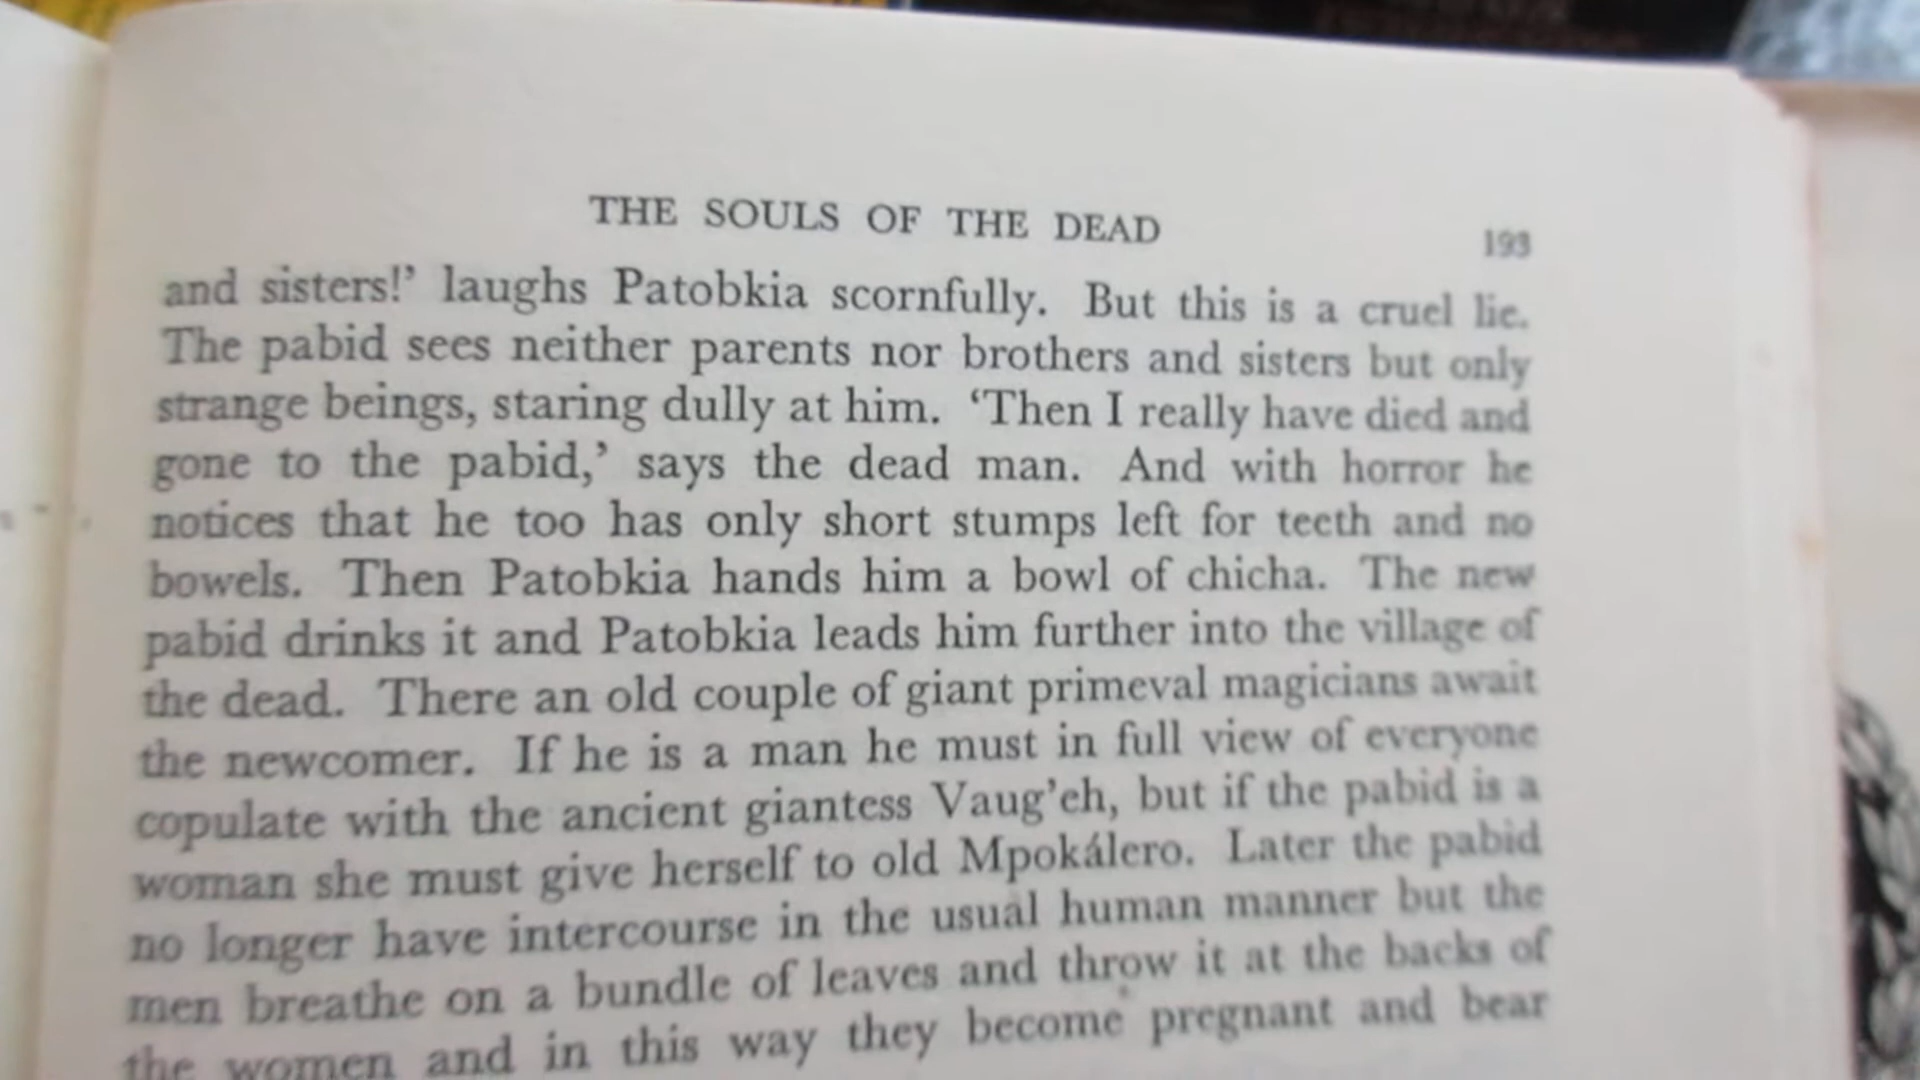 THE SOULS OF THE DEAD 193
and sisters!’ laughs Patobkia scornfully. But this is a cruel lie.
The pabid sees neither parents nor brothers and sisters but only
strange beings, staring dully at him. ‘Then I really have died and
gone to the pabid,’ says the dead man. And with horror he
notices that he too has only short stumps left for teeth and no
bowels. Then Patobkia hands him a bowl of chicha. The new
pabid drinks it and Patobkia leads him further into the village of
the dead. There an old couple of giant primeval magicians await
the newcomer. If he is a man he must in full view of everyone
copulate with the ancient giantess Vaug’eh, but if the pabid is a
woman she must give herself to old Mpokálero. Later the pabid
no longer have intercourse in the usual human manner but the
men breathe on a bundle of leaves and throw it at the backs of
the women and in this way they become pregnant and bear